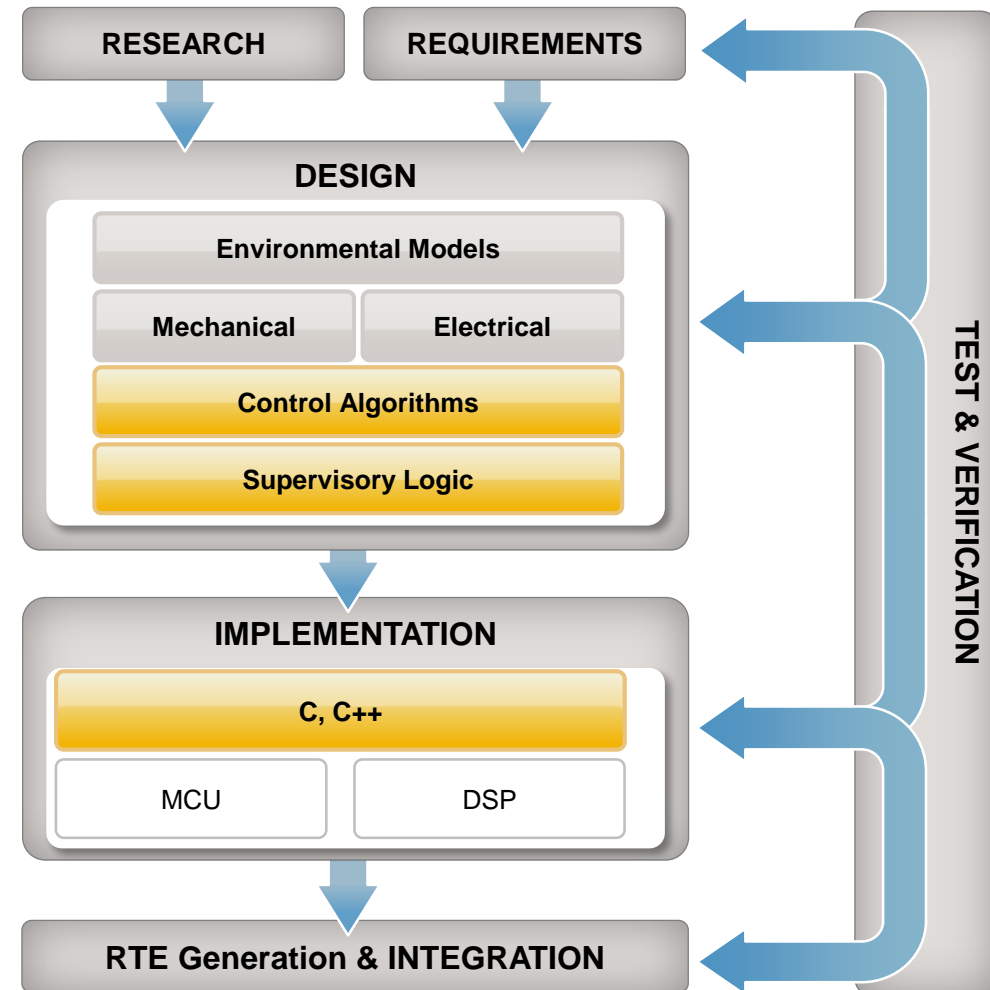 RESEARCH
REQUIREMENTS
DESIGN
Environmental Models
Mechanical
Electrical
Control Algorithms
Supervisory Logic
IMPLEMENTATION
C, C++
MCU
DSP
RTE Generation & INTEGRATION
TEST & VERIFICATION